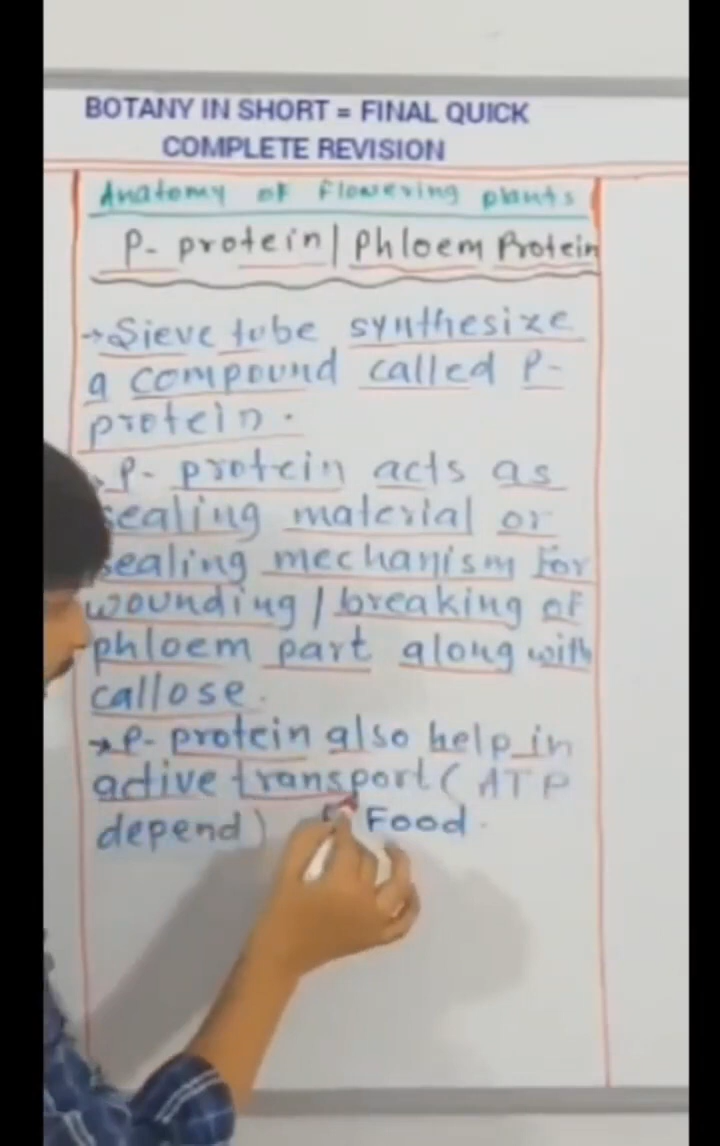 BOTANY IN SHORT = FINAL QUICK
COMPLETE REVISION
Anatomy of flowering plants
P- protein / Phloem Protein
→ Sieve tube synthesize
a compound called P-
protein.
→ P- protein acts as
sealing material or
sealing mechanism for
wounding / breaking of
phloem part along with
callose.
→ P- protein also help in
active transport ( ATP
depend) Food.